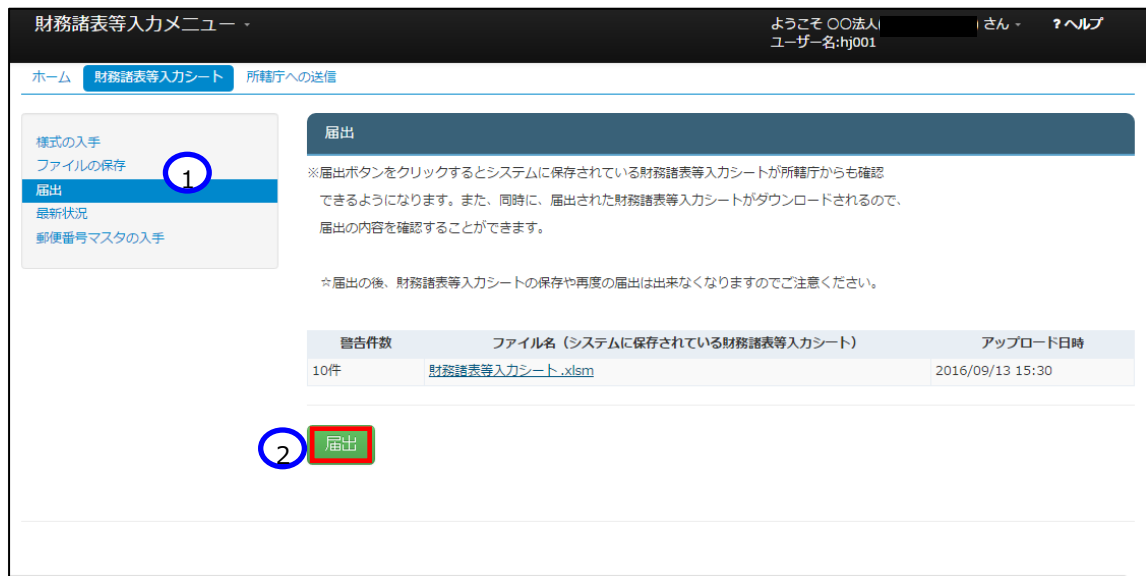 財務諸表等入力メニュー
ようこそ 〇〇法人( ) さん
?ヘルプ
ユーザー名:hj001
ホーム 財務諸表等入力シート 所轄庁への送信
様式の入手
ファイルの保存
届出
最新状況
郵便番号マスタの入手
1
届出
※届出ボタンをクリックするとシステムに保存されている財務諸表等入力シートが所轄庁からも確認
できるようになります。また、同時に、届出された財務諸表等入力シートがダウンロードされるので、
届出の内容を確認することができます。
☆届出の後、財務諸表等入力シートの保存や再度の届出は出来なくなりますのでご注意ください。
警告件数 ファイル名（システムに保存されている財務諸表等入力シート） アップロード日時
10件 財務諸表等入力シート.xlsm 2016/09/13 15:30
2 届出